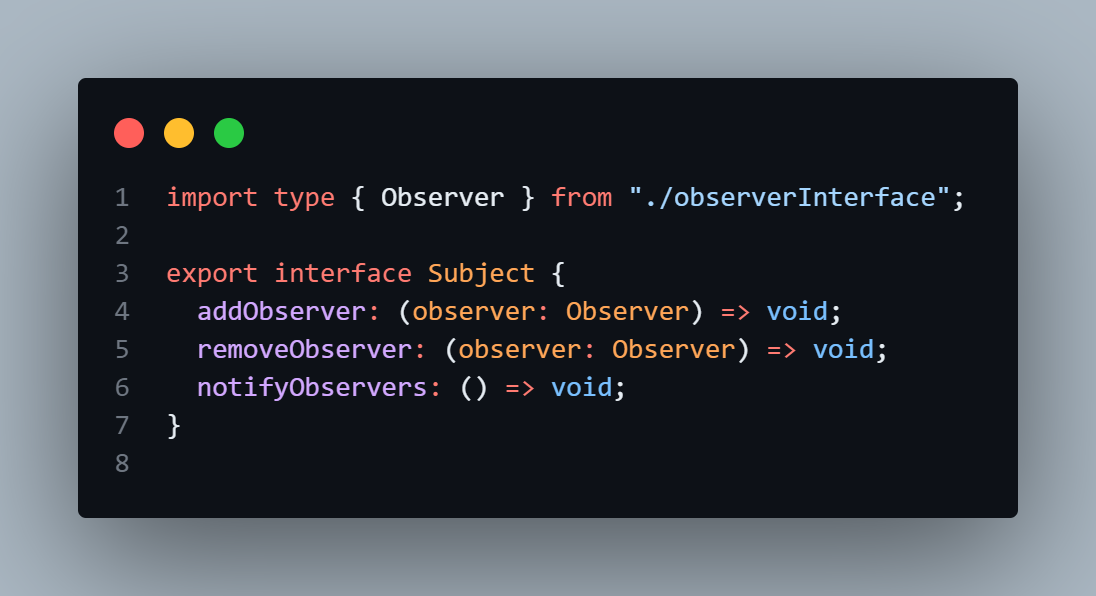 1 import type { Observer } from "./observerInterface";
2
3 export interface Subject {
4   addObserver: (observer: Observer) => void;
5   removeObserver: (observer: Observer) => void;
6   notifyObservers: () => void;
7 }
8